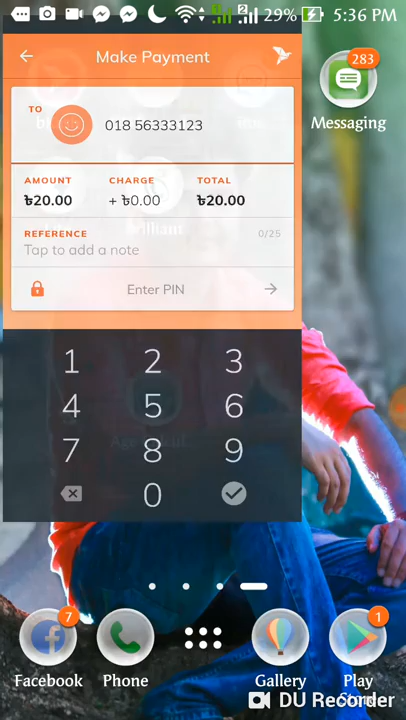 29% 5:36 PM
Make Payment
283
Messaging
TO
018 56333123
AMOUNT CHARGE TOTAL
৳20.00 + ৳0.00 ৳20.00
REFERENCE 0/25
Tap to add a note
Enter PIN
1 2 3
4 5 6
7 8 9
0
7 1
Facebook Phone Gallery Play
Store
DU Recorder